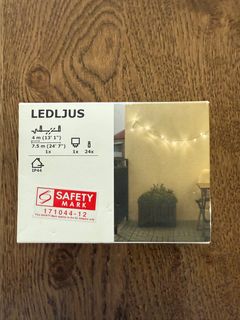 LEDLJUS
4 m (13' 1")
7.5 m (24' 7")
1x 1x 24x
IP44
SAFETY
MARK
171044-12